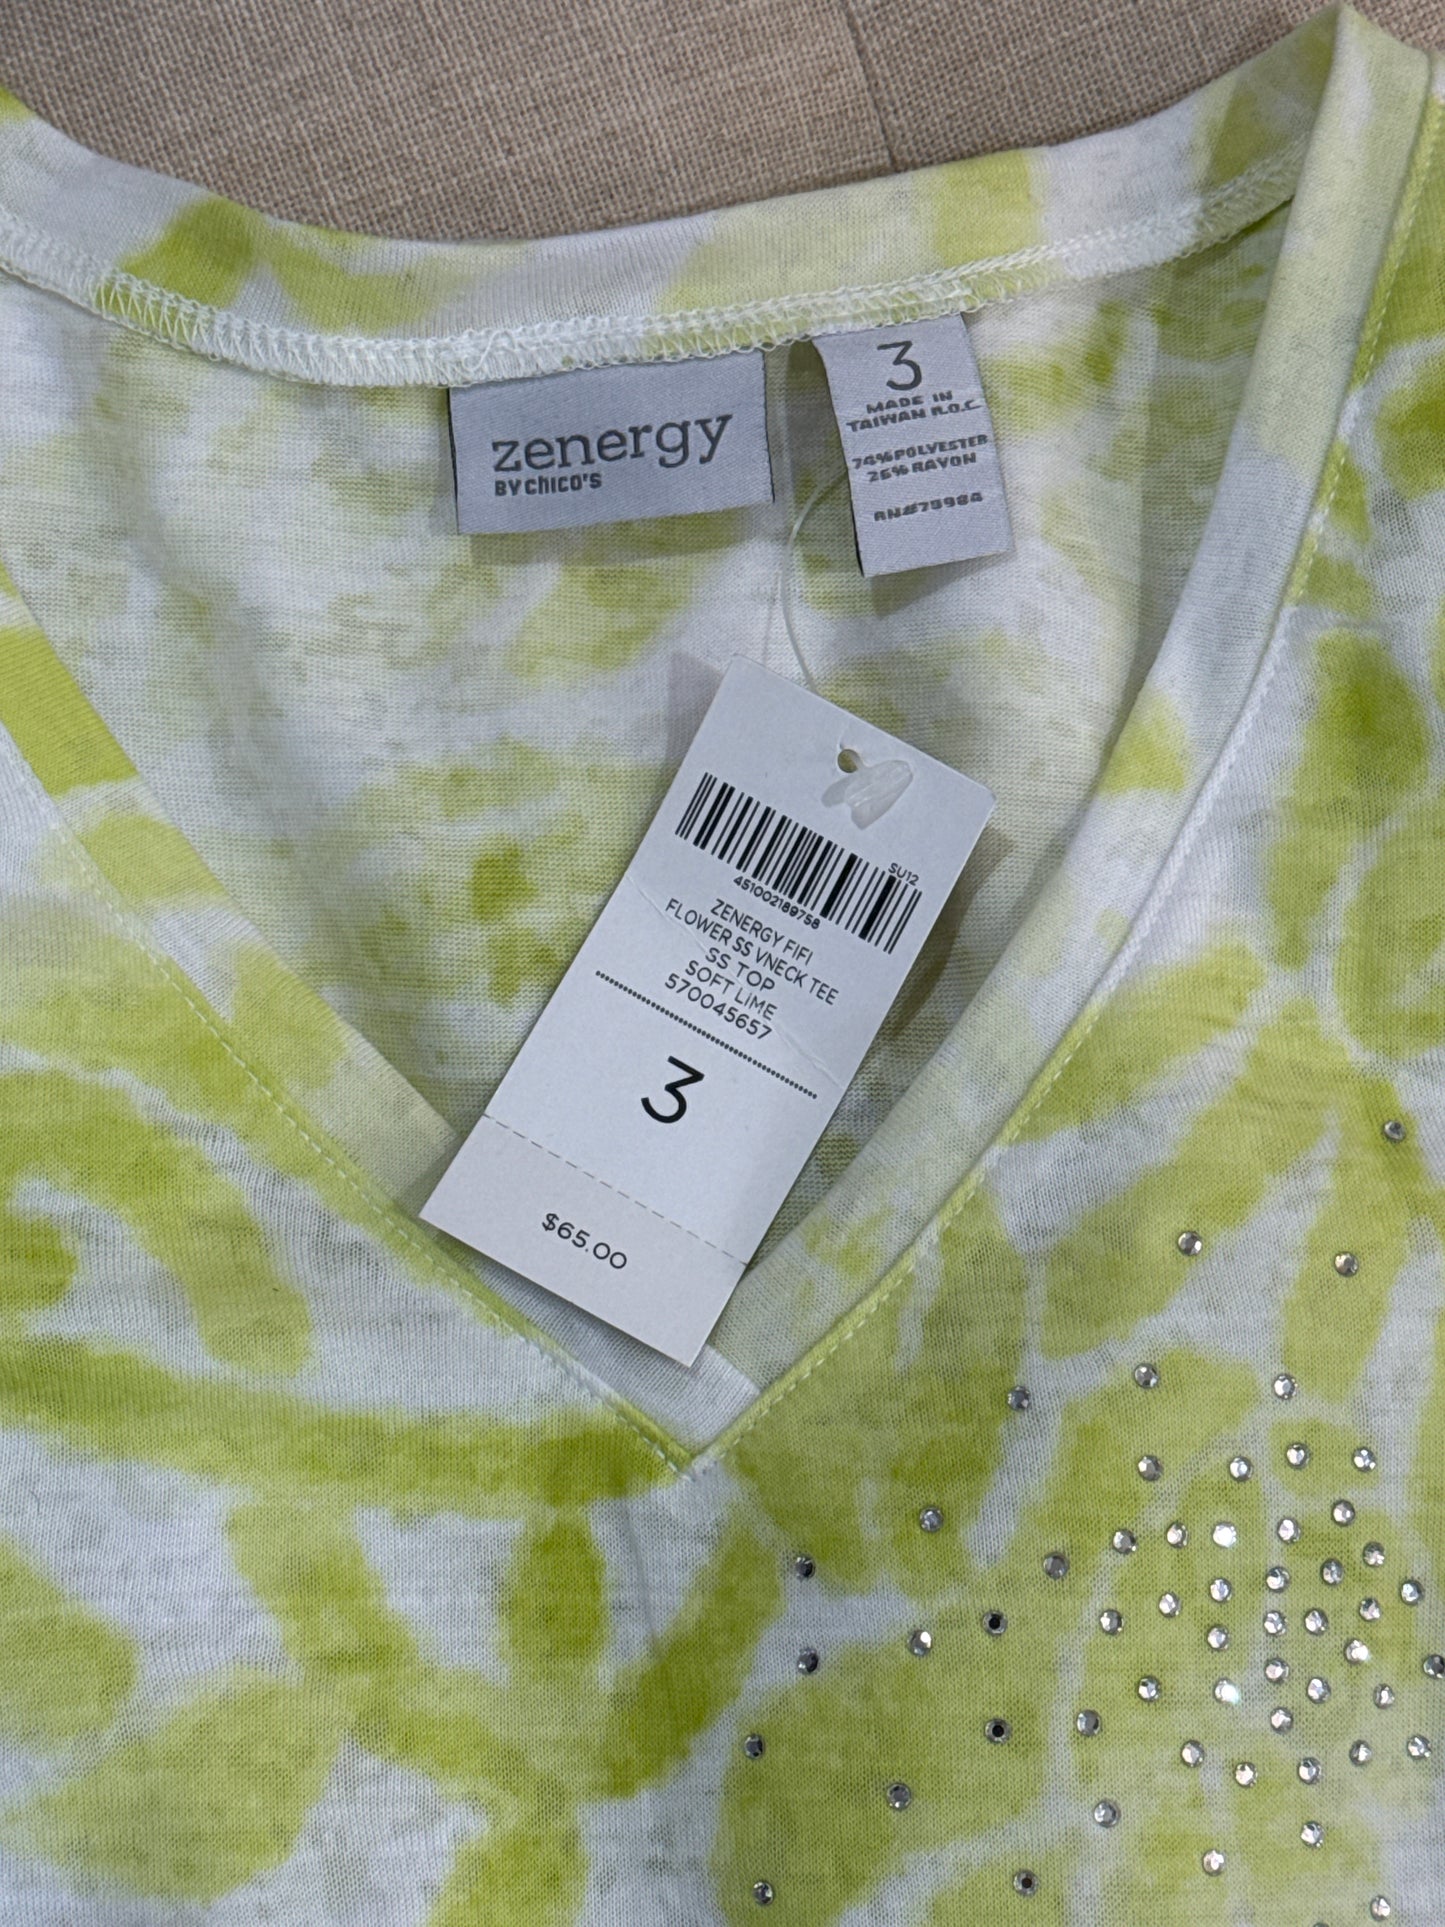 zenergy
BY CHICO'S
3
MADE IN
TAIWAN R.O.C
74%POLYESTER
26% RAYON
RN#75984
SU12
451002189758
ZENERGY FIFI
FLOWER SS VNECK TEE
SS TOP
SOFT LIME
570045657
3
$65.00